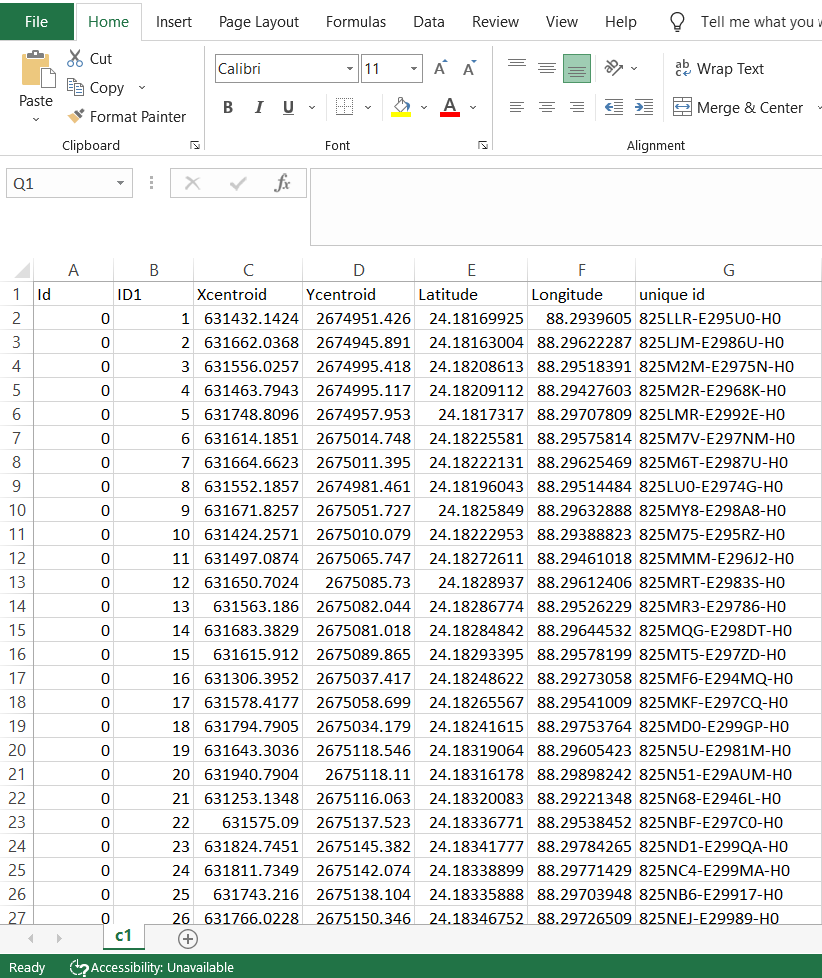 File Home Insert Page Layout Formulas Data Review View Help Tell me what you
Cut
Copy
Paste
Format Painter
Calibri 11
B I U A
Wrap Text
Merge & Center
Clipboard Font Alignment
Q1 fx
A B C D E F G
1 Id ID1 Xcentroid Ycentroid Latitude Longitude unique id
2 0 1 631432.1424 2674951.426 24.18169925 88.2939605 825LLR-E295U0-H0
3 0 2 631662.0368 2674945.891 24.18163004 88.29622287 825LJM-E2986U-H0
4 0 3 631556.0257 2674995.418 24.18208613 88.29518391 825M2M-E2975N-H0
5 0 4 631463.7943 2674995.117 24.18209112 88.29427603 825M2R-E2968K-H0
6 0 5 631748.8096 2674957.953 24.1817317 88.29707809 825LMR-E2992E-H0
7 0 6 631614.1851 2675014.748 24.18225581 88.29575814 825M7V-E297NM-H0
8 0 7 631664.6623 2675011.395 24.18222131 88.29625469 825M6T-E2987U-H0
9 0 8 631552.1857 2674981.461 24.18196043 88.29514484 825LU0-E2974G-H0
10 0 9 631671.8257 2675051.727 24.1825849 88.29632888 825MY8-E298A8-H0
11 0 10 631424.2571 2675010.079 24.18222953 88.29388823 825M75-E295RZ-H0
12 0 11 631497.0874 2675065.747 24.18272611 88.29461018 825MMM-E296J2-H0
13 0 12 631650.7024 2675085.73 24.1828937 88.29612406 825MRT-E2983S-H0
14 0 13 631563.186 2675082.044 24.18286774 88.29526229 825MR3-E29786-H0
15 0 14 631683.3829 2675081.018 24.18284842 88.29644532 825MQG-E298DT-H0
16 0 15 631615.912 2675089.865 24.18293395 88.29578199 825MT5-E297ZD-H0
17 0 16 631306.3952 2675037.417 24.18248622 88.29273058 825MF6-E294MQ-H0
18 0 17 631578.4177 2675058.699 24.18265567 88.29541009 825MKF-E297CQ-H0
19 0 18 631794.7905 2675034.179 24.18241615 88.29753764 825MD0-E299GP-H0
20 0 19 631643.3036 2675118.546 24.18319064 88.29605423 825N5U-E2981M-H0
21 0 20 631940.7904 2675118.11 24.18316178 88.29898242 825N51-E29AUM-H0
22 0 21 631253.1348 2675116.063 24.18320083 88.29221348 825N68-E2946L-H0
23 0 22 631575.09 2675137.523 24.18336771 88.29538452 825NBF-E297C0-H0
24 0 23 631824.7451 2675145.382 24.18341777 88.29784265 825ND1-E299QA-H0
25 0 24 631811.7349 2675142.074 24.18338899 88.29771429 825NC4-E299MA-H0
26 0 25 631743.216 2675138.104 24.18335888 88.29703948 825NB6-E29917-H0
27 0 26 631766.0228 2675150.346 24.18346752 88.29726509 825NEJ-E29989-H0
c1
Ready Accessibility: Unavailable